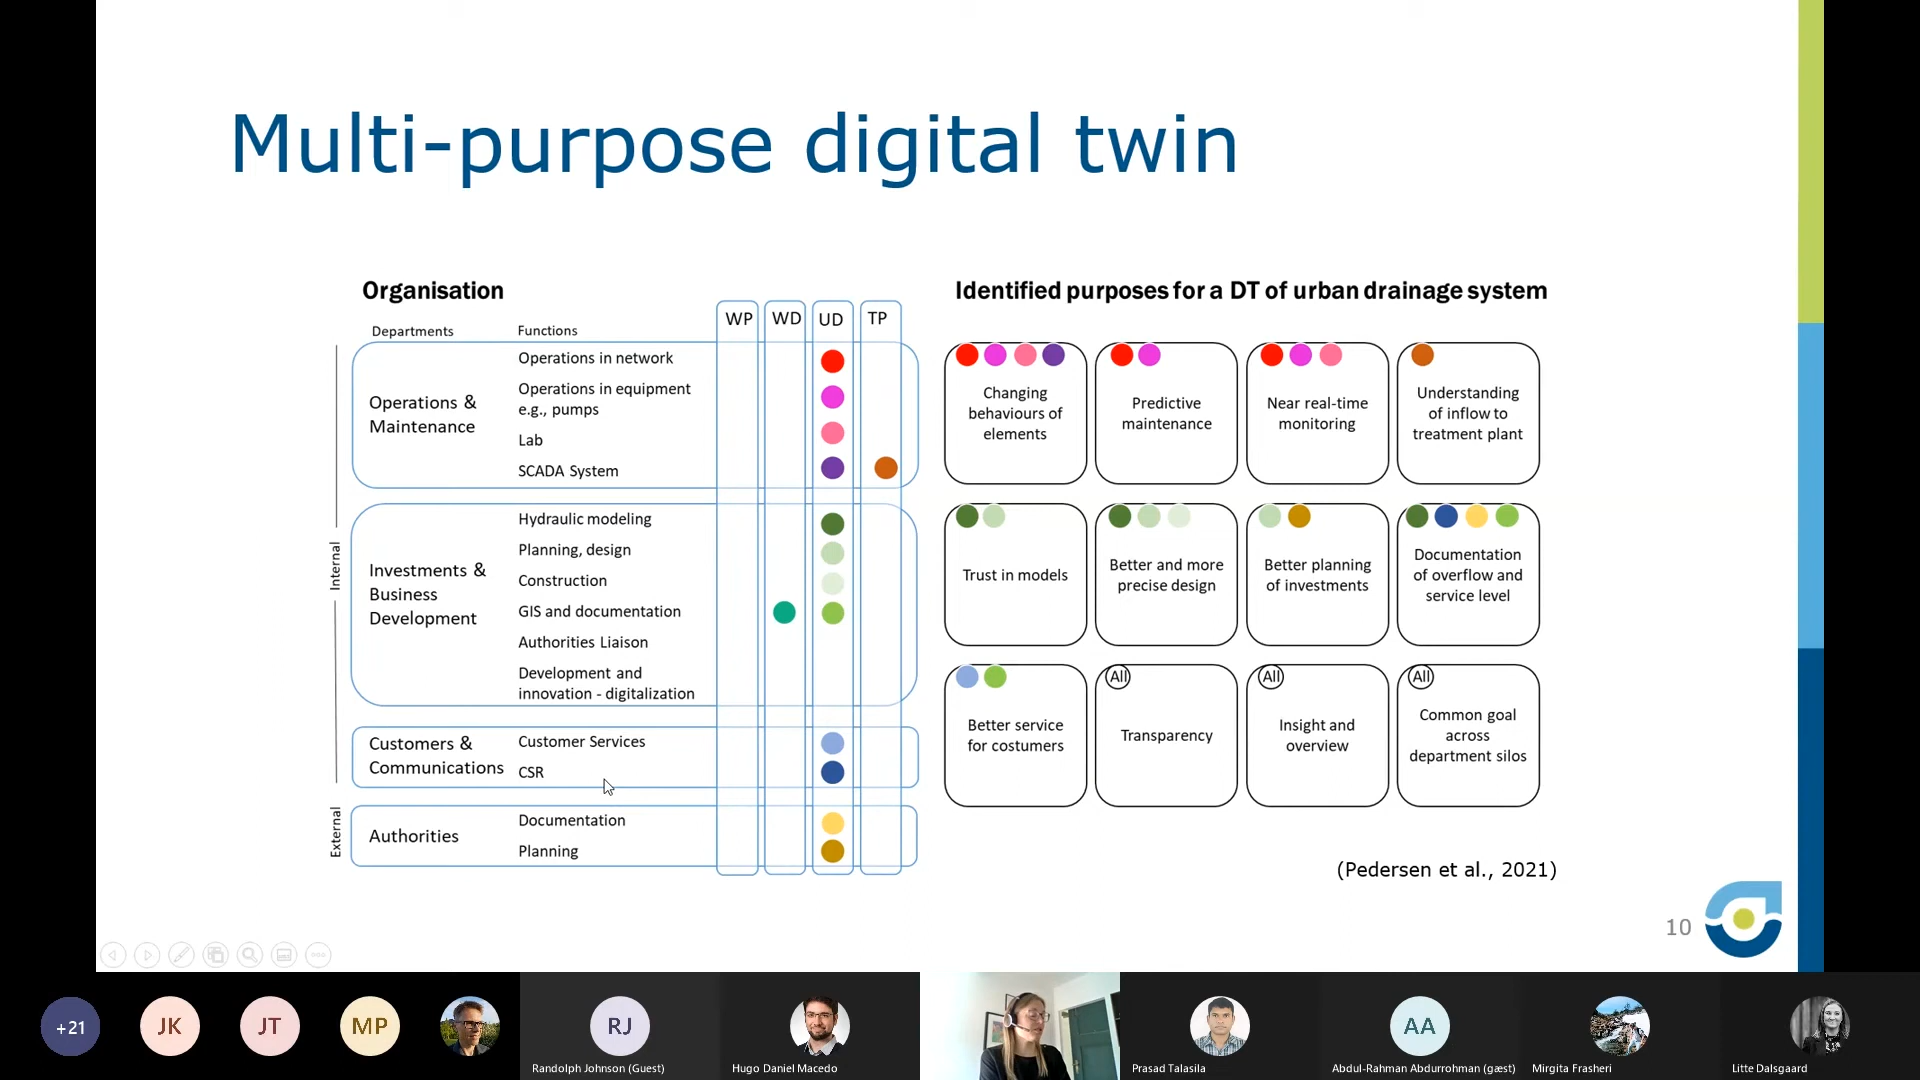 Multi-purpose digital twin
Organisation
Departments
Functions
WP
WD
UD
TP
Internal
External
Operations &
Maintenance
Operations in network
Operations in equipment
e.g., pumps
Lab
SCADA System
Investments &
Business
Development
Hydraulic modeling
Planning, design
Construction
GIS and documentation
Authorities Liaison
Development and
innovation - digitalization
Customers &
Communications
Customer Services
CSR
Authorities
Documentation
Planning
Identified purposes for a DT of urban drainage system
Changing
behaviours of
elements
Predictive
maintenance
Near real-time
monitoring
Understanding
of inflow to
treatment plant
Trust in models
Better and more
precise design
Better planning
of investments
Documentation
of overflow and
service level
Better service
for costumers
All
Transparency
All
Insight and
overview
All
Common goal
across
department silos
(Pedersen et al., 2021)
10
+21
JK
JT
MP
RJ
Randolph Johnson (Guest)
Hugo Daniel Macedo
Prasad Talasila
AA
Abdul-Rahman Abdurrohman (gæst)
Mirgita Frasheri
Litte Dalsgaard